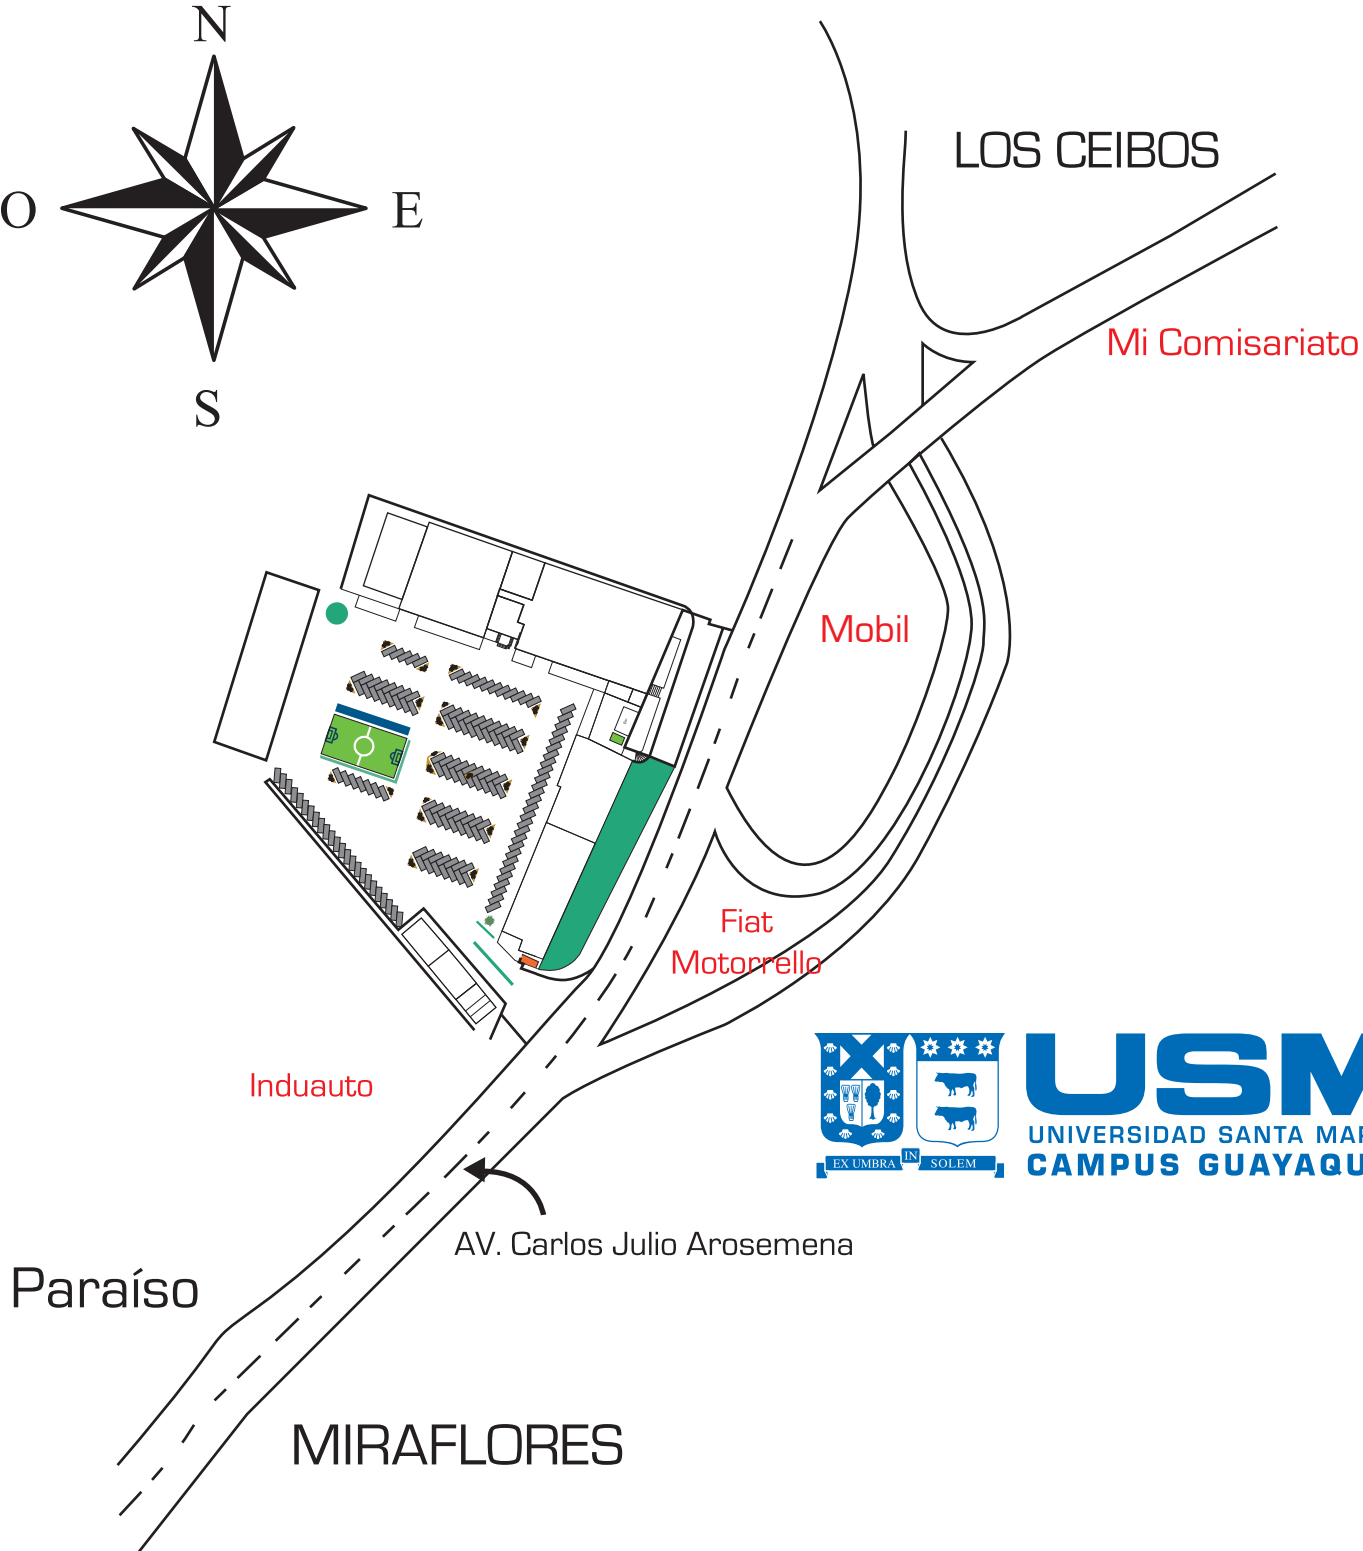 N
LOS CEIBOS
O
E
Mi Comisariato
S
Mobil
Fiat
Motorrello
USM
UNIVERSIDAD SANTA MAR
Induauto
CAMPUS GUAYAQU
EX UMBRA IN SOLEM
AV. Carlos Julio Arosemena
Paraíso
MIRAFLORES